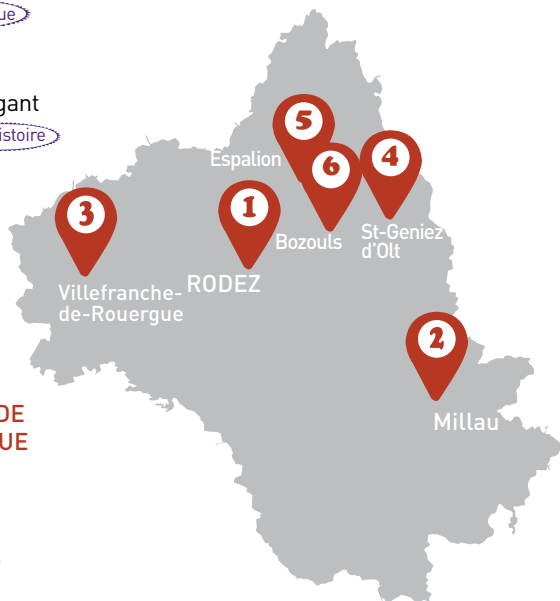 ue
gant
istoire
5
Espalion
6
4
3
1
Bozouls
St-Geniez
d'Olt
RODEZ
Villefranche-
de-Rouergue
2
Millau
DE
UE